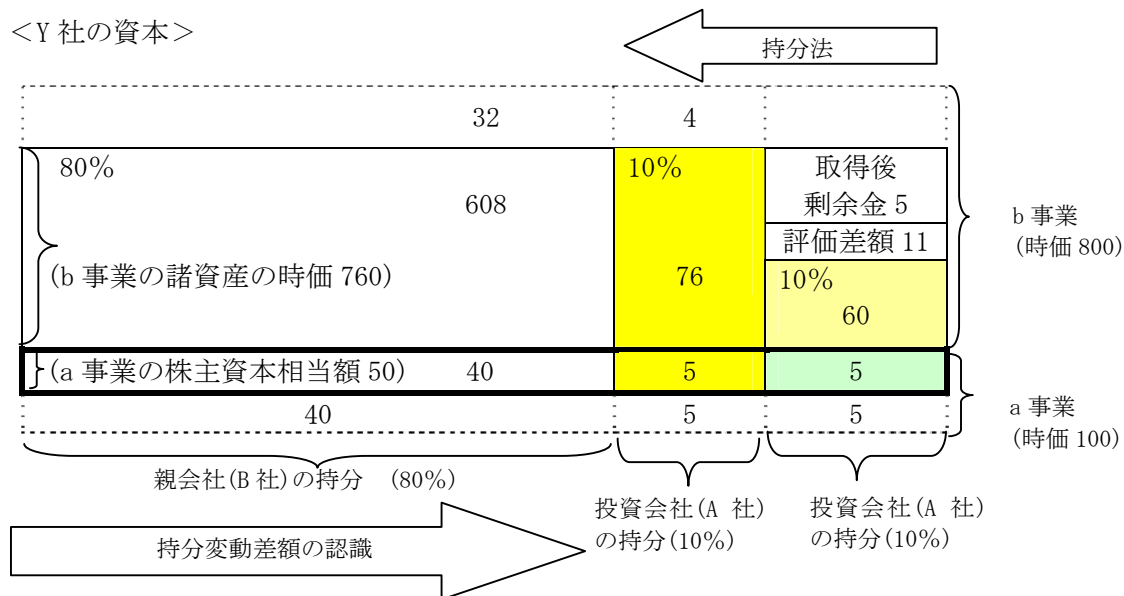 ＜Y 社の資本＞
持分法
32
4
80％
608
10％
取得後
剰余金 5
評価差額 11
(b 事業の諸資産の時価 760)
76
10％
60
b 事業
(時価 800)
(a 事業の株主資本相当額 50)
40
5
5
40
5
5
a 事業
(時価 100)
親会社(B 社)の持分 (80％)
投資会社(A 社)
の持分(10％)
投資会社(A 社)
の持分(10％)
持分変動差額の認識